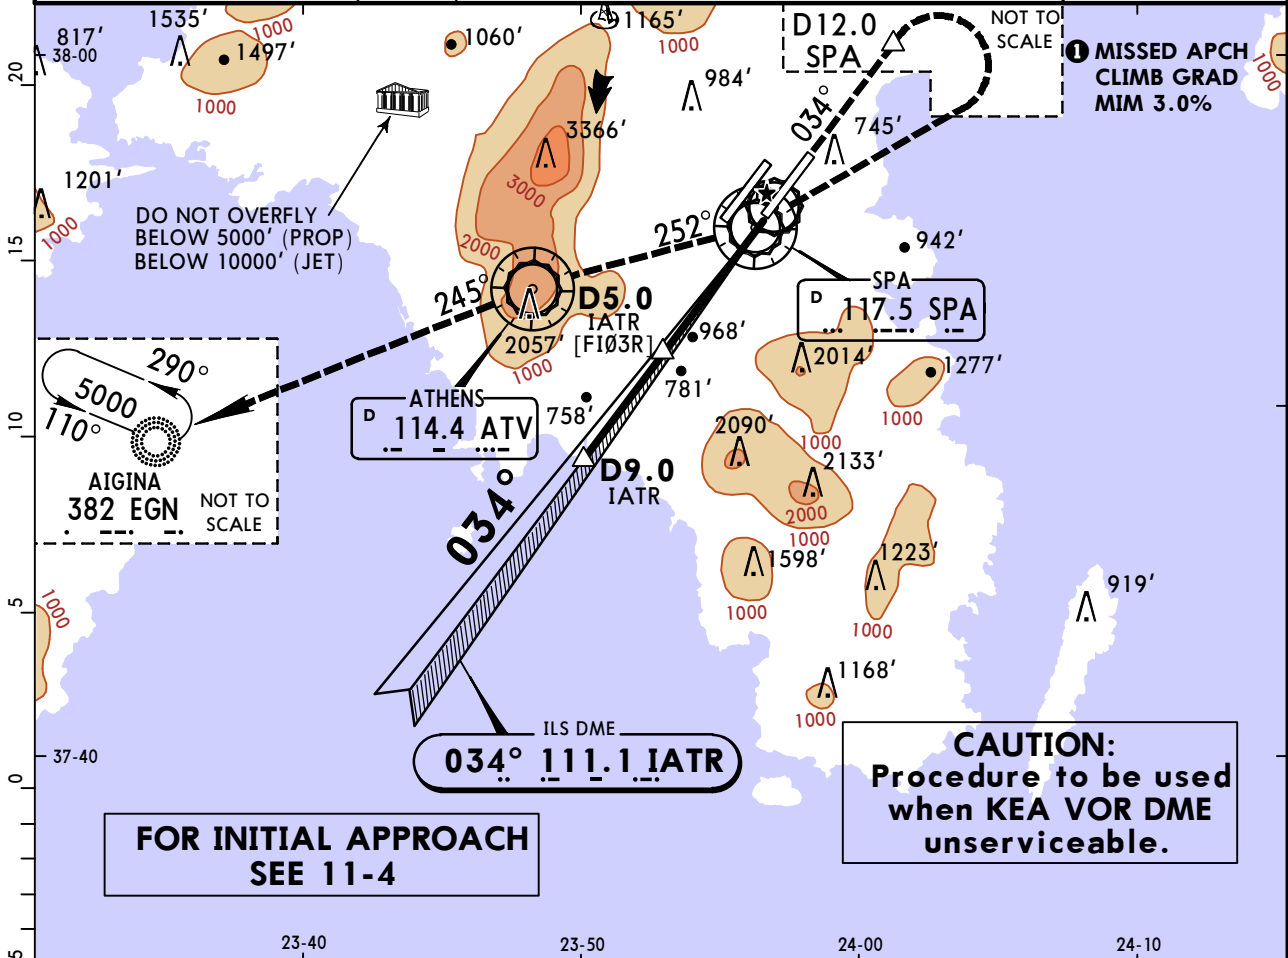 1535'
1000
1165'
D12.0
SPA
NOT TO
SCALE
817'
38-00
1497'
1060'
1000
❶ MISSED APCH
CLIMB GRAD
MIM 3.0%
1000
20
1000
984'
034°
745'
3366'
1201'
3000
1000
DO NOT OVERFLY
BELOW 5000' (PROP)
BELOW 10000' (JET)
2000
252°
942'
15
245°
D5.0
IATR
[FIØ3R]
SPA
D 117.5 SPA
2057'
1000
968'
2014'
1277'
290°
5000
110°
781'
ATHENS
D 114.4 ATV
758'
1000
1000
10
2090'
2133'
D9.0
IATR
AIGINA
382 EGN
NOT TO
SCALE
2000
1000
034°
1598'
1223'
5
1000
1000
1000
919'
1168'
1000
ILS DME
034° 111.1 IATR
37-40
0
CAUTION:
Procedure to be used
when KEA VOR DME
unserviceable.
FOR INITIAL APPROACH
SEE 11-4
5
23-40
23-50
24-00
24-10